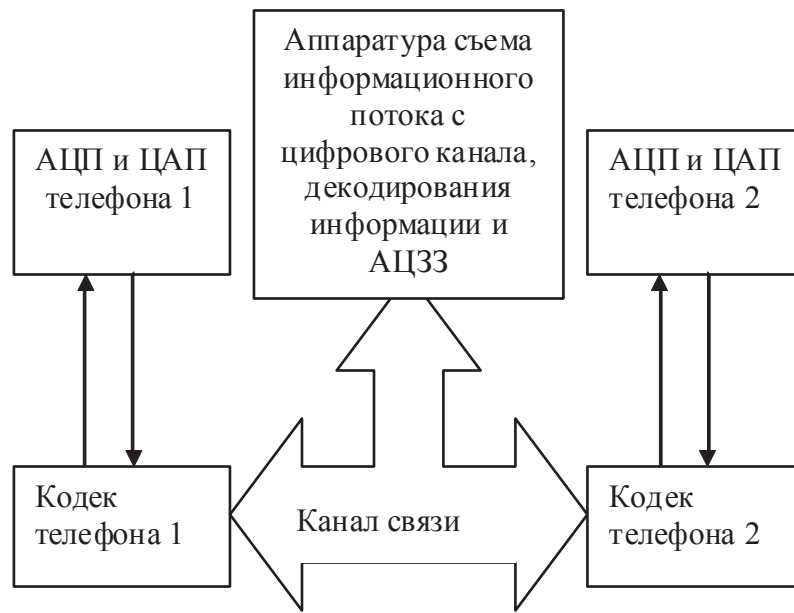 Аппаратура съема
информационного
потока с
цифрового канала,
декодирования
информации и
АЦЗЗ
АЦП и ЦАП
телефона 1
АЦП и ЦАП
телефона 2
Кодек
телефона 1
Канал связи
Кодек
телефона 2